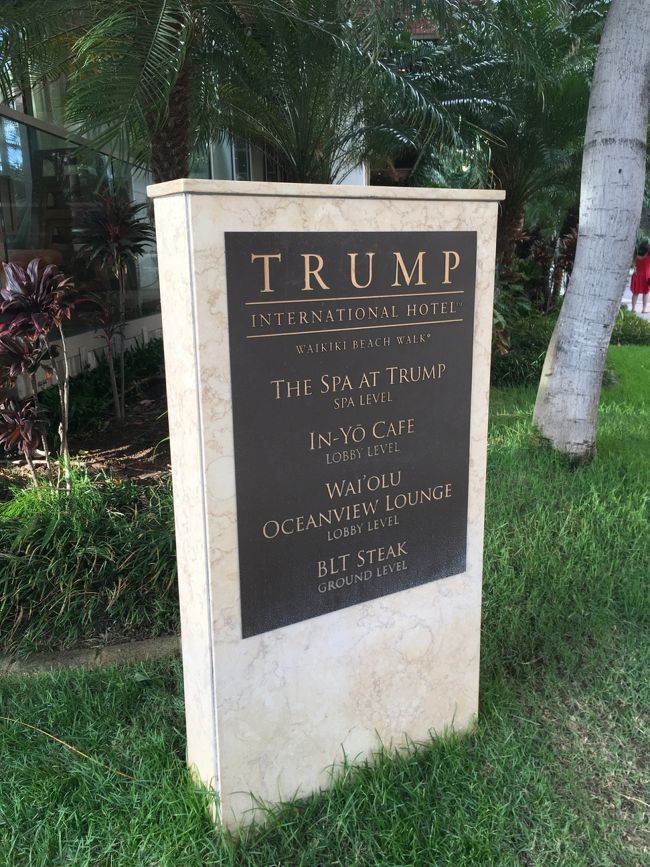 TRUMP
INTERNATIONAL HOTEL™
WAIKIKI BEACH WALK®
THE SPA AT TRUMP
SPA LEVEL
IN-YŌ CAFE
LOBBY LEVEL
WAI'OLU
OCEANVIEW LOUNGE
LOBBY LEVEL
BLT STEAK
GROUND LEVEL